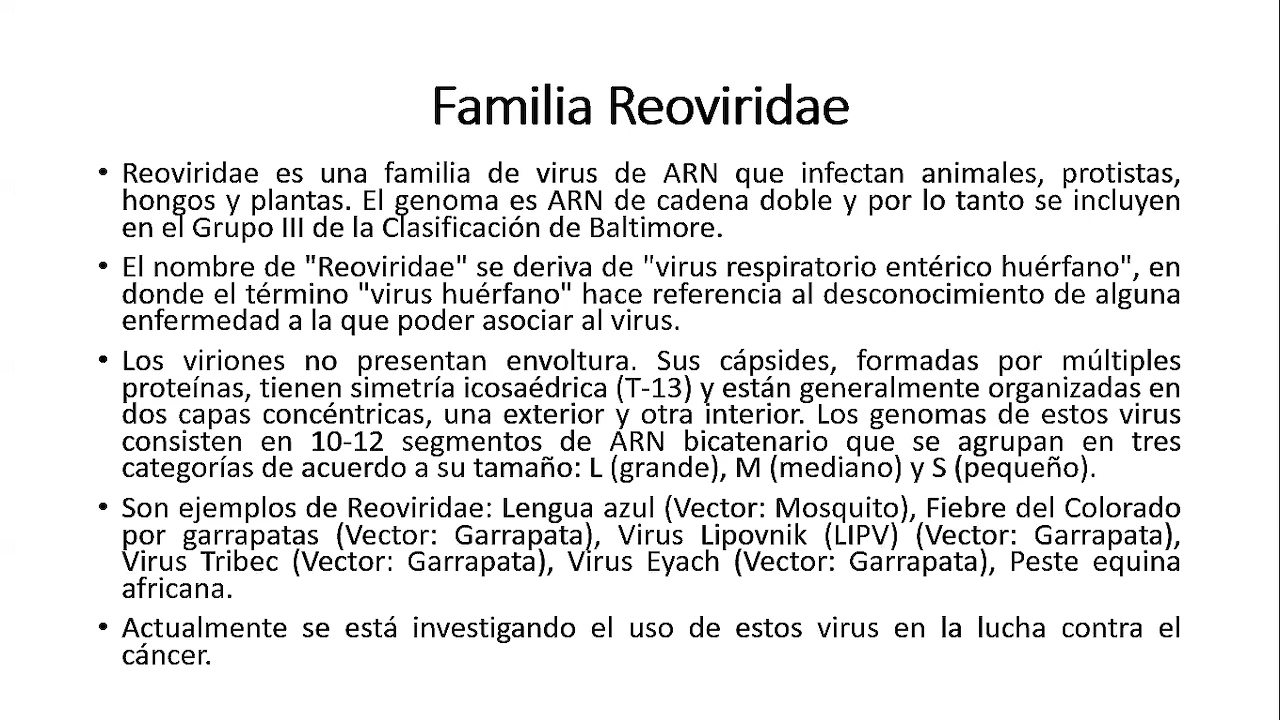 Familia Reoviridae
• Reoviridae es una familia de virus de ARN que infectan animales, protistas,
hongos y plantas. El genoma es ARN de cadena doble y por lo tanto se incluyen
en el Grupo III de la Clasificación de Baltimore.
• El nombre de "Reoviridae" se deriva de "virus respiratorio entérico huérfano", en
donde el término "virus huérfano" hace referencia al desconocimiento de alguna
enfermedad a la que poder asociar al virus.
• Los viriones no presentan envoltura. Sus cápsides, formadas por múltiples
proteínas, tienen simetría icosaédrica (T-13) y están generalmente organizadas en
dos capas concéntricas, una exterior y otra interior. Los genomas de estos virus
consisten en 10-12 segmentos de ARN bicatenario que se agrupan en tres
categorías de acuerdo a su tamaño: L (grande), M (mediano) y S (pequeño).
• Son ejemplos de Reoviridae: Lengua azul (Vector: Mosquito), Fiebre del Colorado
por garrapatas (Vector: Garrapata), Virus Lipovnik (LIPV) (Vector: Garrapata),
Virus Tribec (Vector: Garrapata), Virus Eyach (Vector: Garrapata), Peste equina
africana.
• Actualmente se está investigando el uso de estos virus en la lucha contra el
cáncer.